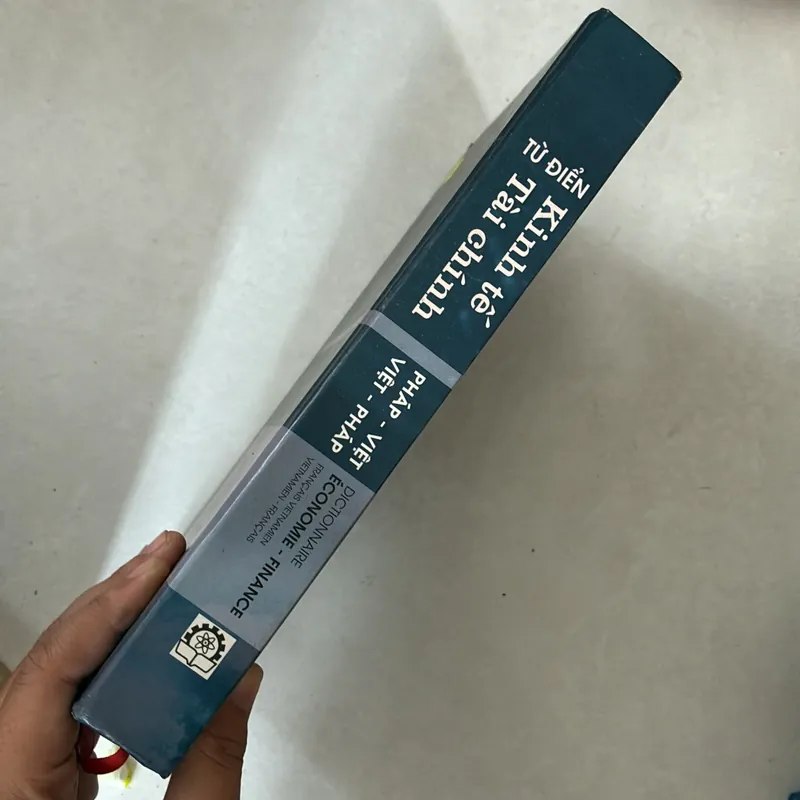 TỪ ĐIỂN
Kinh tế
Tài chính
PHÁP - VIỆT
VIỆT - PHÁP
DICTIONNAIRE
ÉCONOMIE - FINANCE
FRANÇAIS VIETNAMIEN
VIETNAMIEN - FRANÇAIS